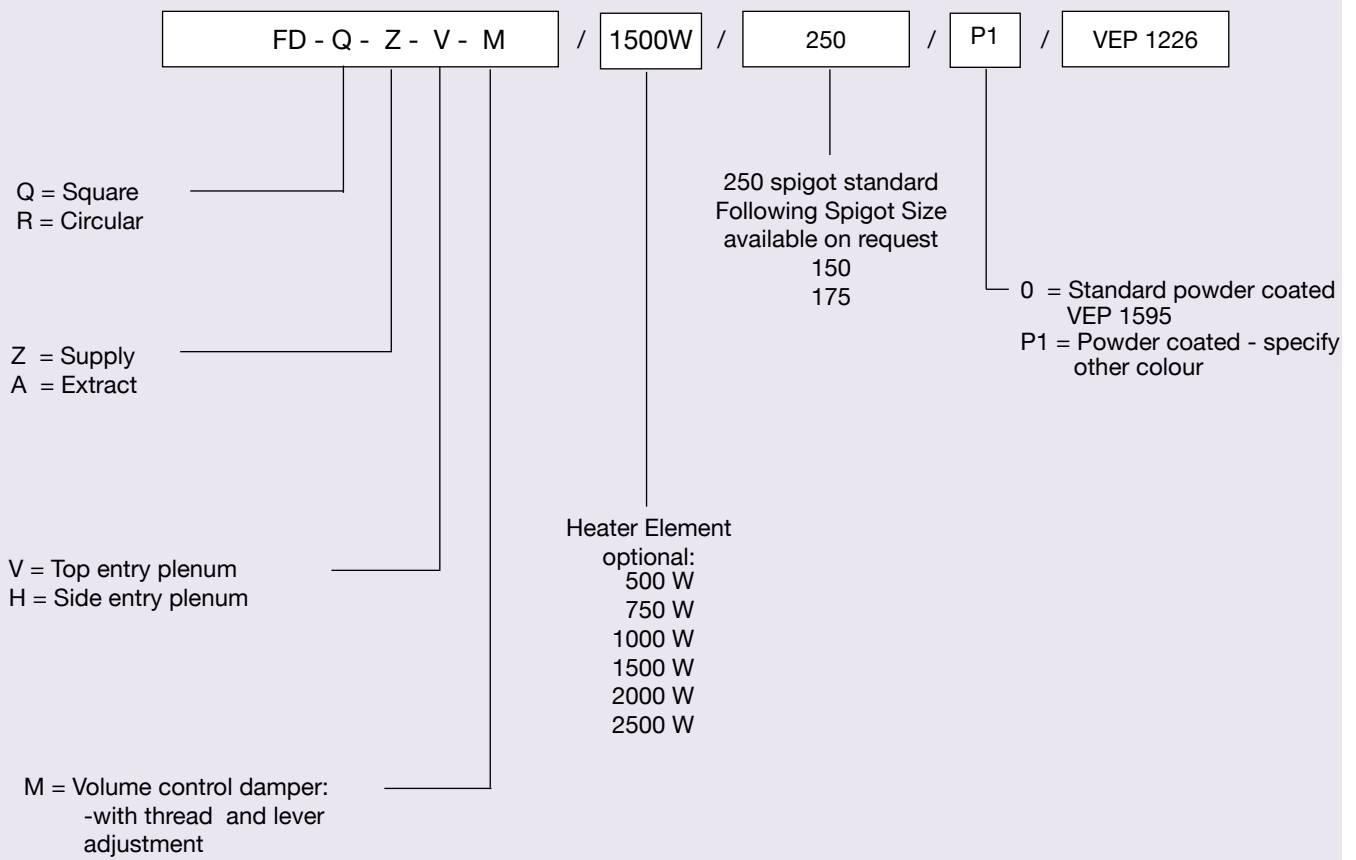 FD - Q - Z - V - M / 1500W / 250 / P1 / VEP 1226
Q = Square
R = Circular
Z = Supply
A = Extract
V = Top entry plenum
H = Side entry plenum
M = Volume control damper:
-with thread and lever
adjustment
Heater Element
optional:
500 W
750 W
1000 W
1500 W
2000 W
2500 W
250 spigot standard
Following Spigot Size
available on request
150
175
0 = Standard powder coated
VEP 1595
P1 = Powder coated - specify
other colour